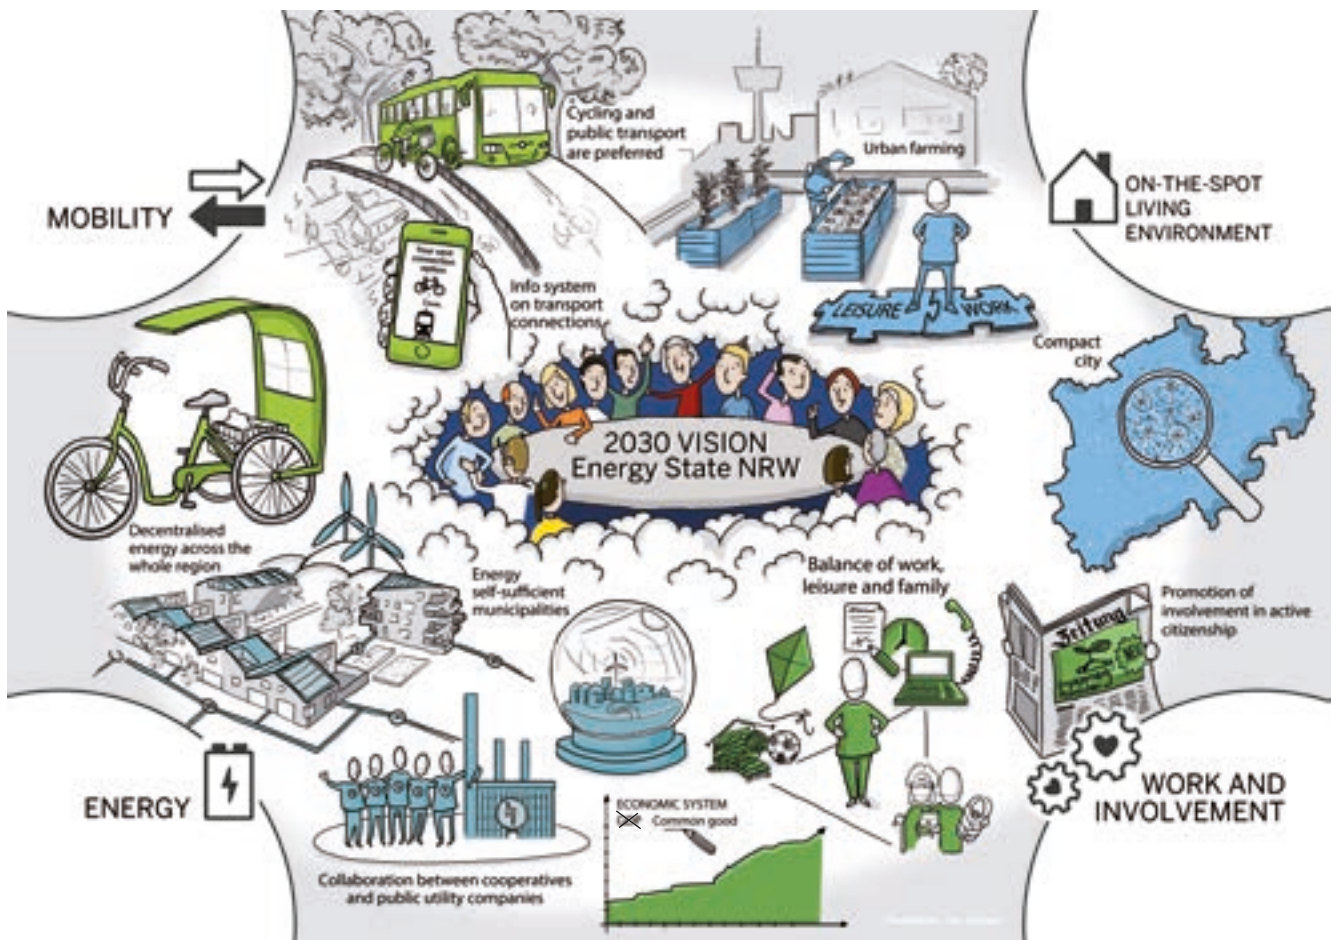 MOBILITY
Cycling and
public transport
are preferred
Urban farming
ON-THE-SPOT
LIVING
ENVIRONMENT
Info system
on transport
connections
LEISURE
WORK
Compact
city
2030 VISION
Energy State NRW
Decentralised
energy across the
whole region
Energy
self-sufficient
municipalities
Balance of work,
leisure and family
Promotion of
involvement in active
citizenship
Zeitung
ENERGY
WORK AND
INVOLVEMENT
ECONOMIC SYSTEM
Common good
Collaboration between cooperatives
and public utility companies